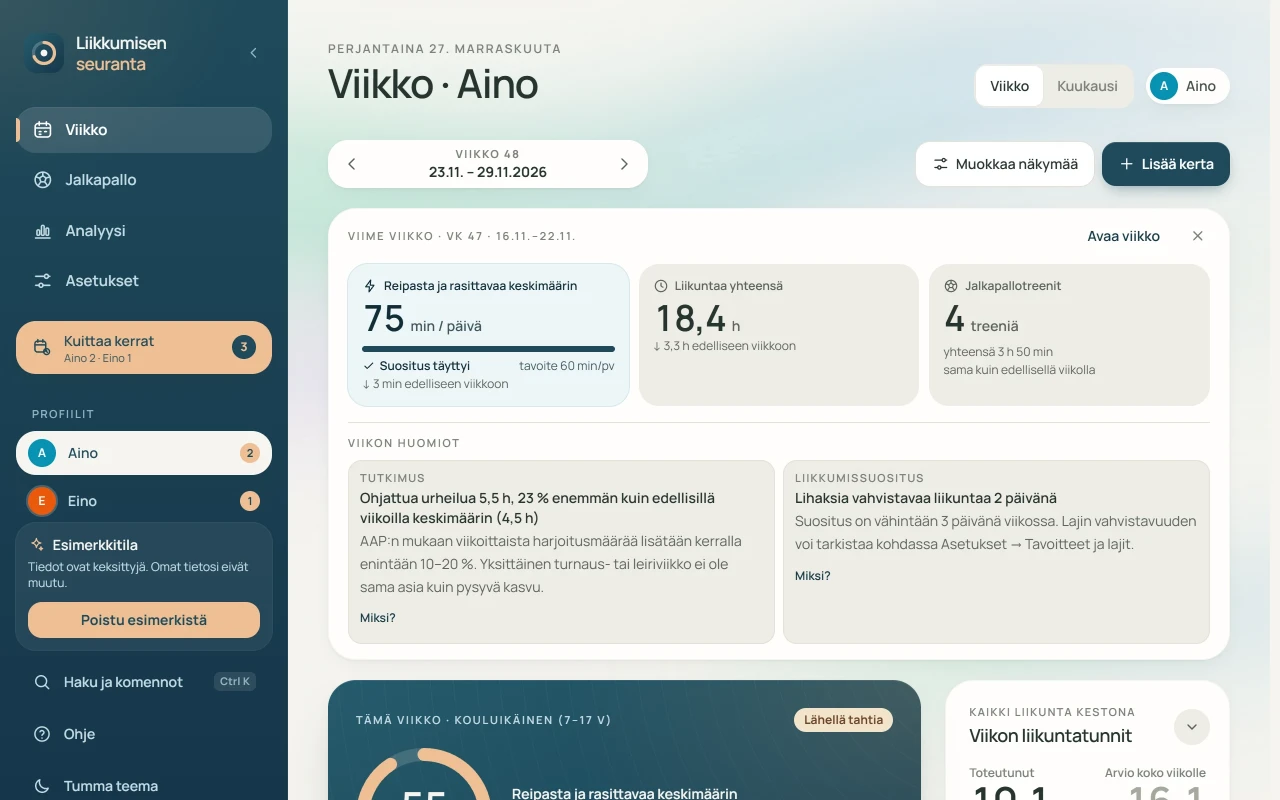 Liikkumisen
seuranta
Viikko
Jalkapallo
Analyysi
Asetukset
Kuittaa kerrat
Aino 2 · Eino 1
3
PROFIILIT
A
Aino
2
E
Eino
1
Esimerkkitila
Tiedot ovat keksittyjä. Omat tietosi eivät
muutu.
Poistu esimerkistä
Haku ja komennot
Ctrl K
Ohje
Tumma teema
PERJANTAINA 27. MARRASKUUTA
Viikko · Aino
Viikko
Kuukausi
A
Aino
VIIKKO 48
23.11. – 29.11.2026
Muokkaa näkymää
+ Lisää kerta
VIIME VIIKKO · VK 47 · 16.11.–22.11.
Avaa viikko
Reipasta ja rasittavaa keskimäärin
75 min / päivä
Suositus täyttyi
tavoite 60 min/pv
↓ 3 min edelliseen viikkoon
Liikuntaa yhteensä
18,4 h
↓ 3,3 h edelliseen viikkoon
Jalkapallotreenit
4 treeniä
yhteensä 3 h 50 min
sama kuin edellisellä viikolla
VIIKON HUOMIOT
TUTKIMUS
Ohjattua urheilua 5,5 h, 23 % enemmän kuin edellisillä
viikoilla keskimäärin (4,5 h)
AAP:n mukaan viikoittaista harjoitusmäärää lisätään kerralla
enintään 10–20 %. Yksittäinen turnaus- tai leiriviikko ei ole
sama asia kuin pysyvä kasvu.
Miksi?
LIIKKUMISSUOSITUS
Lihaksia vahvistavaa liikuntaa 2 päivänä
Suositus on vähintään 3 päivänä viikossa. Lajin vahvistavuuden
voi tarkistaa kohdassa Asetukset → Tavoitteet ja lajit.
Miksi?
TÄMÄ VIIKKO · KOULUIKÄINEN (7–17 V)
Lähellä tahtia
55
Reipasta ja rasittavaa keskimäärin
KAIKKI LIIKUNTA KESTONA
Viikon liikuntatunnit
Toteutunut
Arvio koko viikolle
10,1
16,1